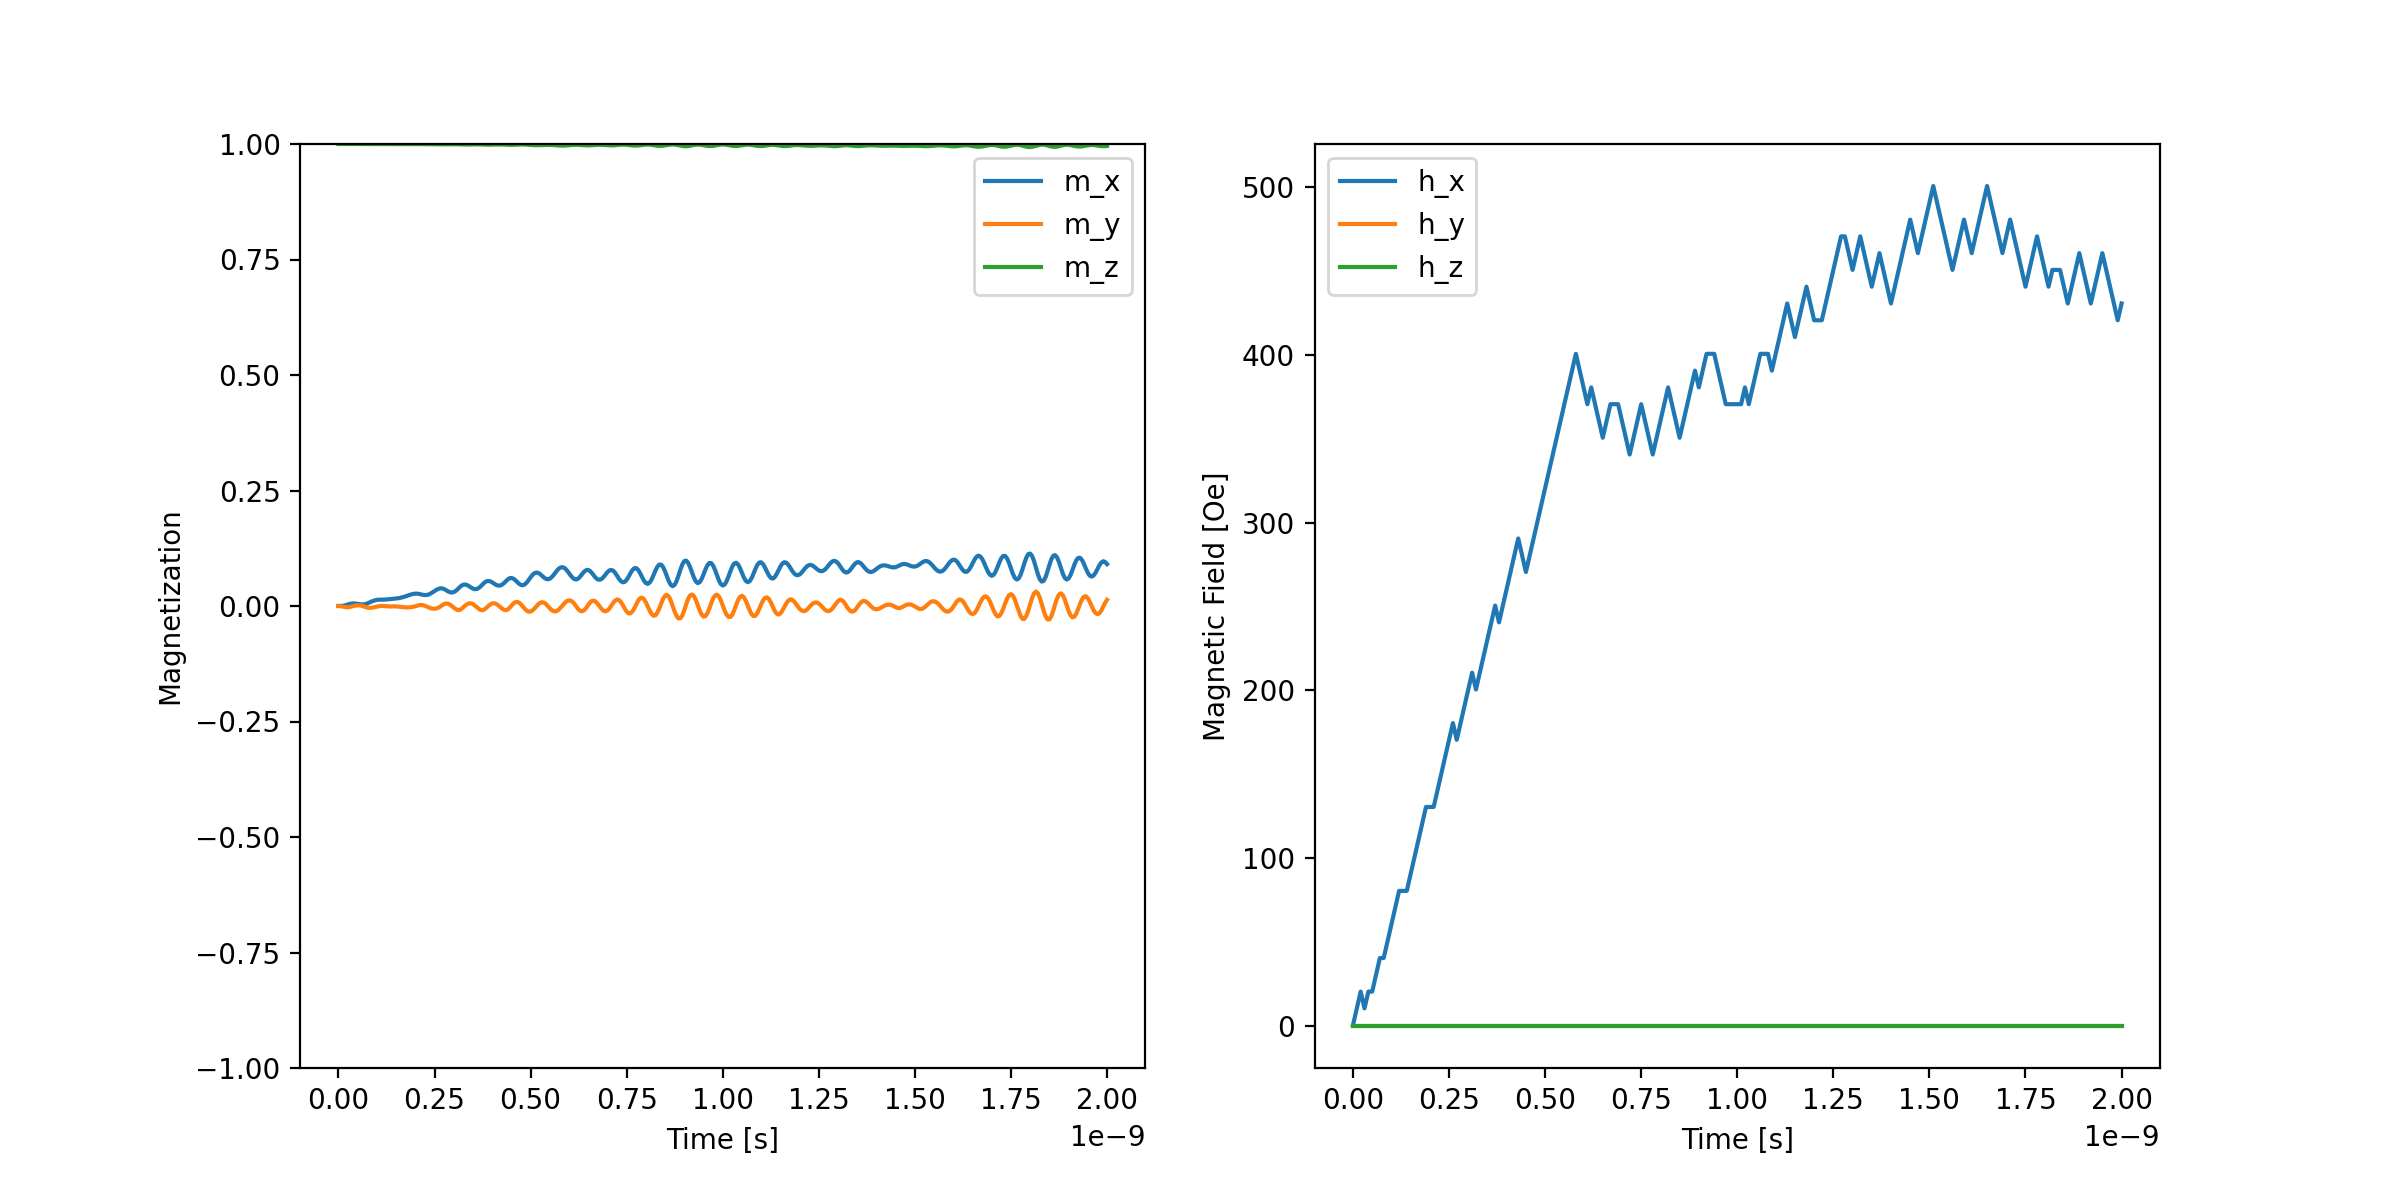 1.00
0.75
0.50
0.25
0.00
−0.25
−0.50
−0.75
−1.00
Magnetization
m_x
m_y
m_z
0.00 0.25 0.50 0.75 1.00 1.25 1.50 1.75 2.00
Time [s]
1e−9
500
400
300
200
100
0
Magnetic Field [Oe]
h_x
h_y
h_z
0.00 0.25 0.50 0.75 1.00 1.25 1.50 1.75 2.00
Time [s]
1e−9